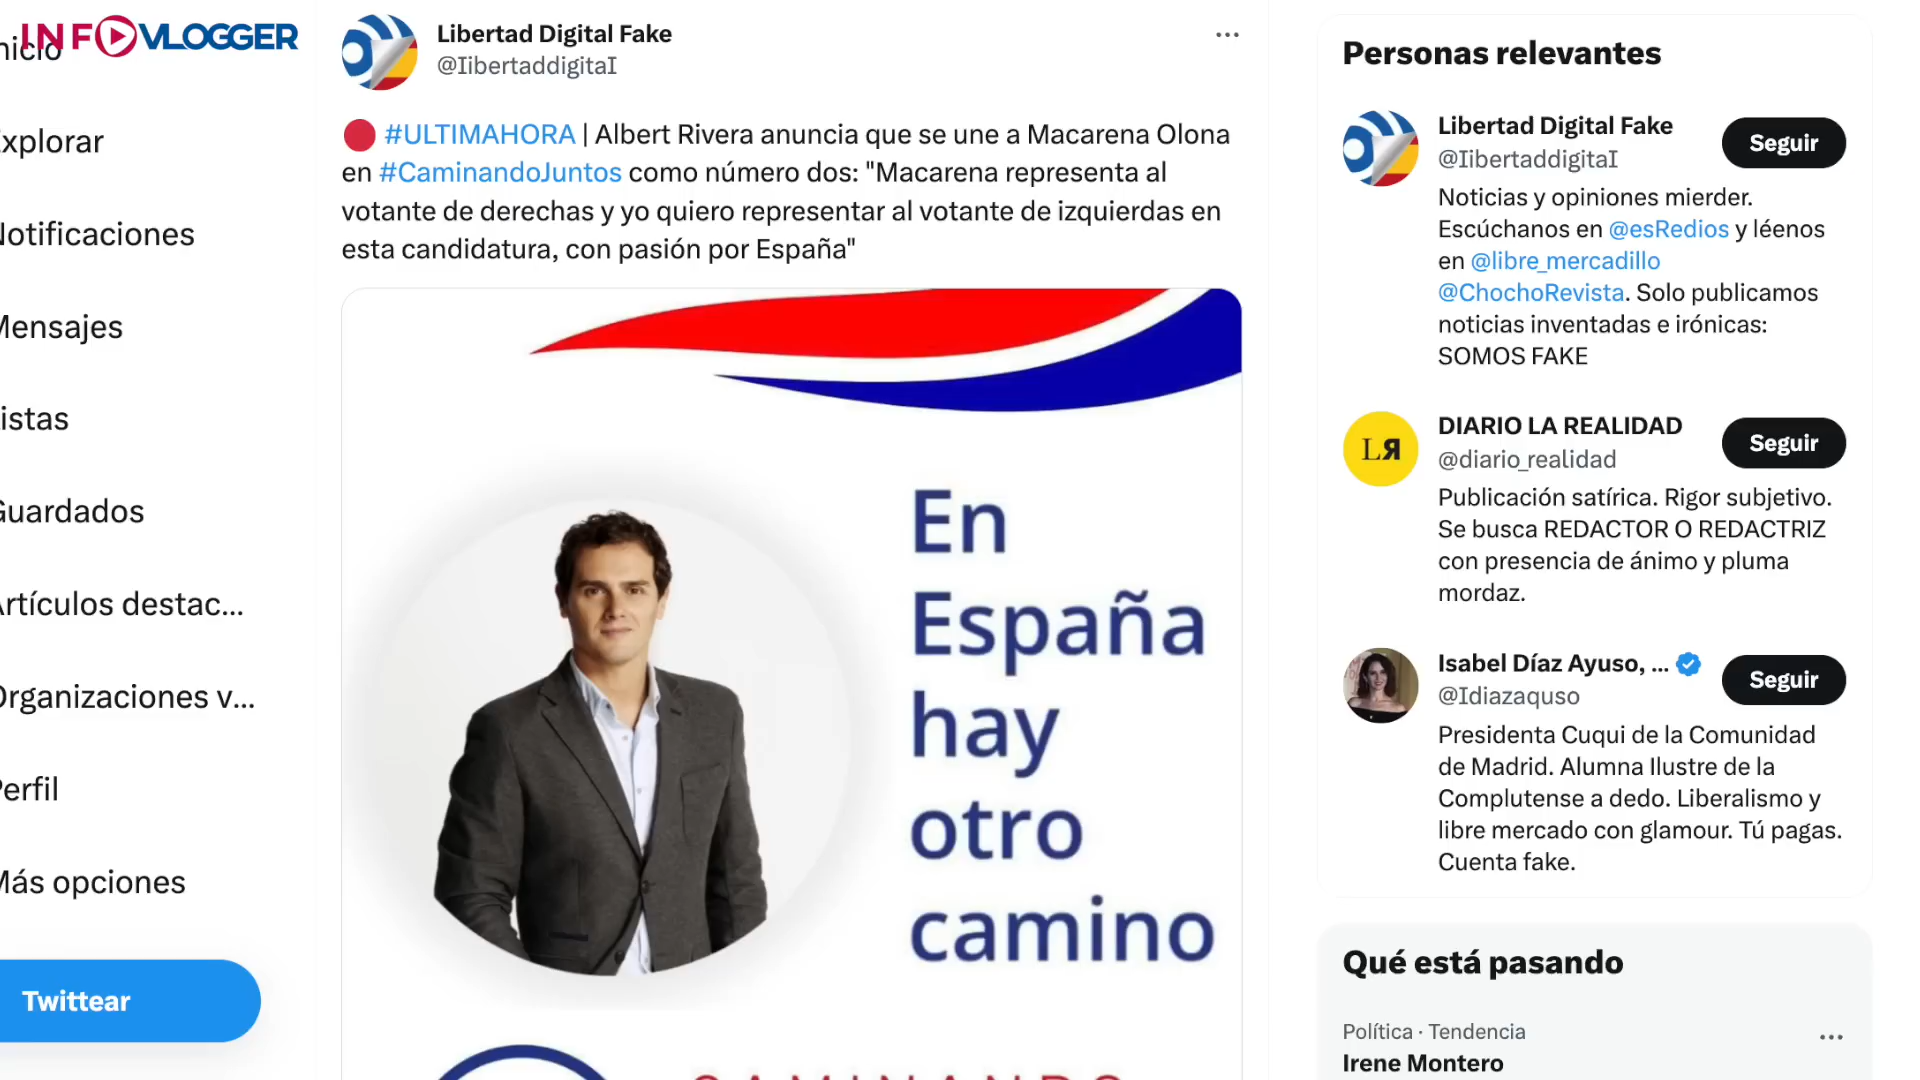 INFOVLOGGER
nicio
xplorar
Notificaciones
Mensajes
istas
Guardados
Artículos destac...
Organizaciones v...
Perfil
Más opciones
Twittear
Libertad Digital Fake
@IibertaddigitaI
#ULTIMAHORA | Albert Rivera anuncia que se une a Macarena Olona
en #CaminandoJuntos como número dos: "Macarena representa al
votante de derechas y yo quiero representar al votante de izquierdas en
esta candidatura, con pasión por España"
En
España
hay
otro
camino
CAMINANDO
Personas relevantes
Libertad Digital Fake
@IibertaddigitaI
Seguir
Noticias y opiniones mierder.
Escúchanos en @esRedios y léenos
en @libre_mercadillo
@ChochoRevista. Solo publicamos
noticias inventadas e irónicas:
SOMOS FAKE
LR
DIARIO LA REALIDAD
@diario_realidad
Seguir
Publicación satírica. Rigor subjetivo.
Se busca REDACTOR O REDACTRIZ
con presencia de ánimo y pluma
mordaz.
Isabel Díaz Ayuso, ...
@Idiazaquso
Seguir
Presidenta Cuqui de la Comunidad
de Madrid. Alumna Ilustre de la
Complutense a dedo. Liberalismo y
libre mercado con glamour. Tú pagas.
Cuenta fake.
Qué está pasando
Política · Tendencia
Irene Montero